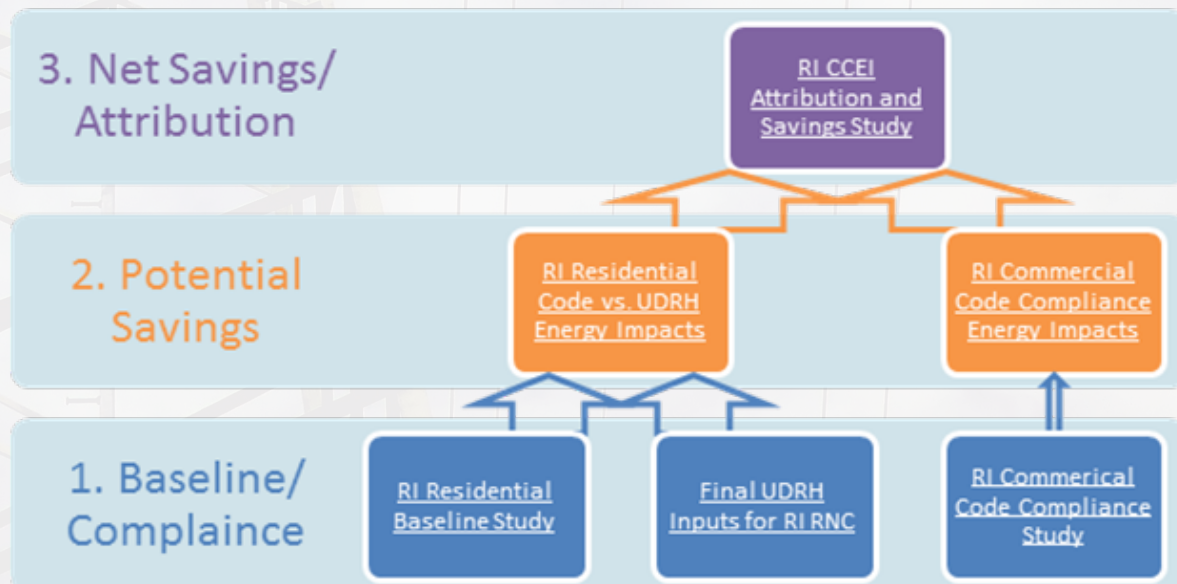 3. Net Savings/
Attribution
RI CCEI
Attribution and
Savings Study
2. Potential
Savings
RI Residential
Code vs. UDRH
Energy Impacts
RI Commercial
Code Compliance
Energy Impacts
1. Baseline/
Complaince
RI Residential
Baseline Study
Final UDRH
Inputs for RI RNC
RI Commerical
Code Compliance
Study